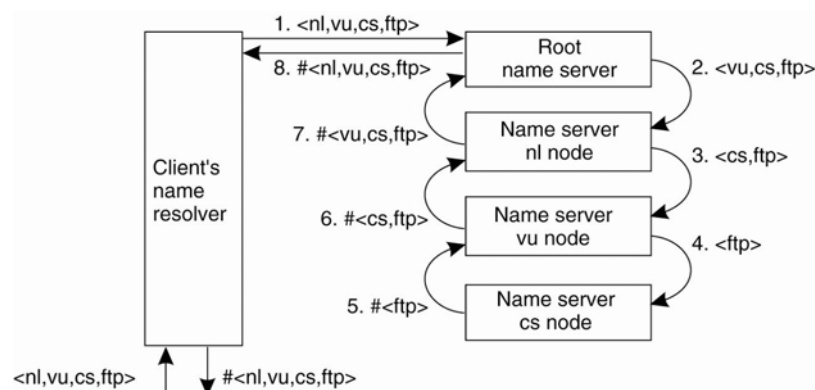 1. <nl,vu,cs,ftp>
8. #<nl,vu,cs,ftp>
Root
name server
2. <vu,cs,ftp>
7. #<vu,cs,ftp>
Name server
nl node
3. <cs,ftp>
Client's
name
resolver
6. #<cs,ftp>
Name server
vu node
4. <ftp>
5. #<ftp>
Name server
cs node
<nl,vu,cs,ftp>
#<nl,vu,cs,ftp>